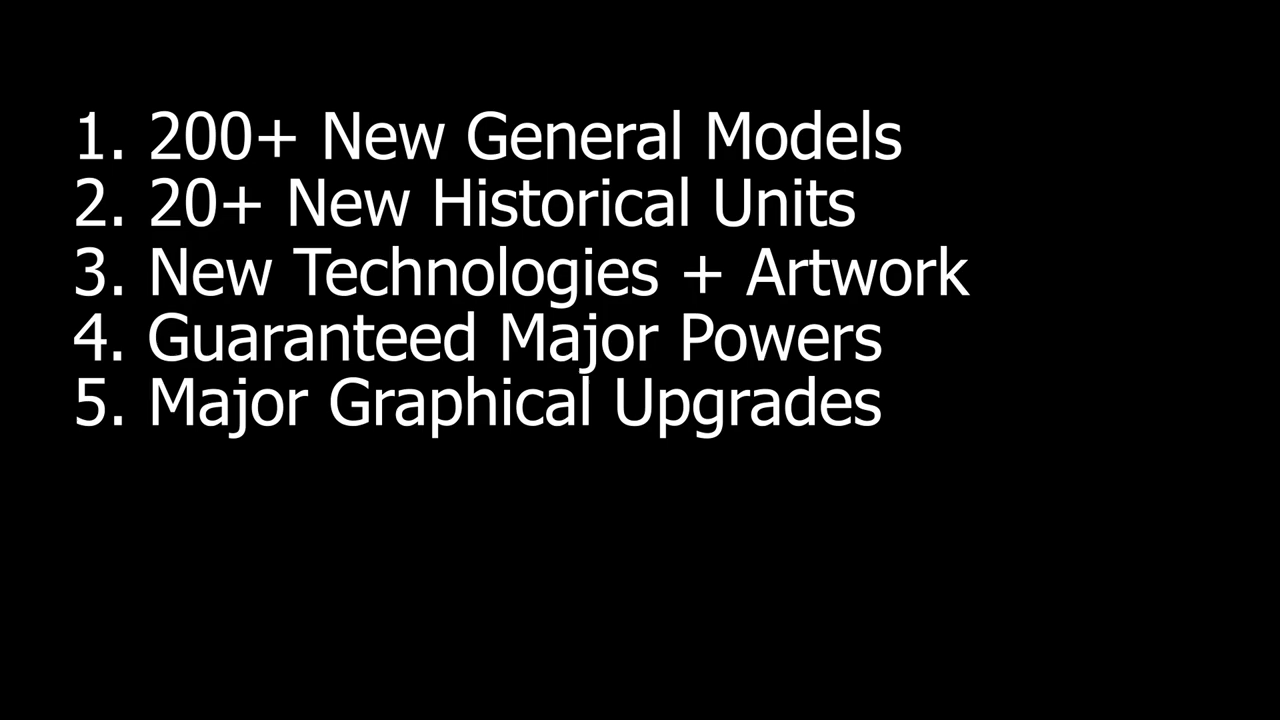 1. 200+ New General Models
2. 20+ New Historical Units
3. New Technologies + Artwork
4. Guaranteed Major Powers
5. Major Graphical Upgrades